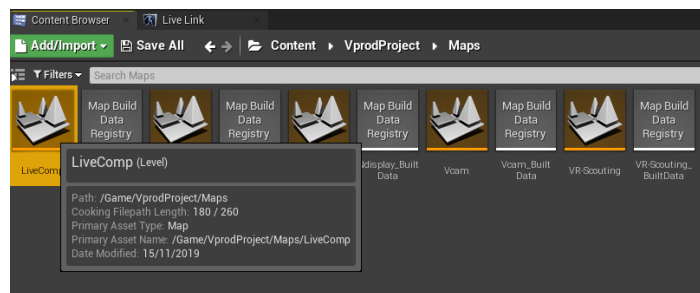 Content Browser
Live Link
Add/Import
Save All
Content
VprodProject
Maps
Filters
Search Maps
Map Build
Data
Registry
Map Build
Data
Registry
Map Build
Data
Registry
Map Build
Data
Registry
Map Build
Data
Registry
LiveComp
Ndisplay_Built
Data
Vcam
Vcam_Built
Data
VR-Scouting
VR-Scouting_
BuiltData
LiveComp (Level)
Path: /Game/VprodProject/Maps
Cooking Filepath Length: 180 / 260
Primary Asset Type: Map
Primary Asset Name: /Game/VprodProject/Maps/LiveComp
Date Modified: 15/11/2019